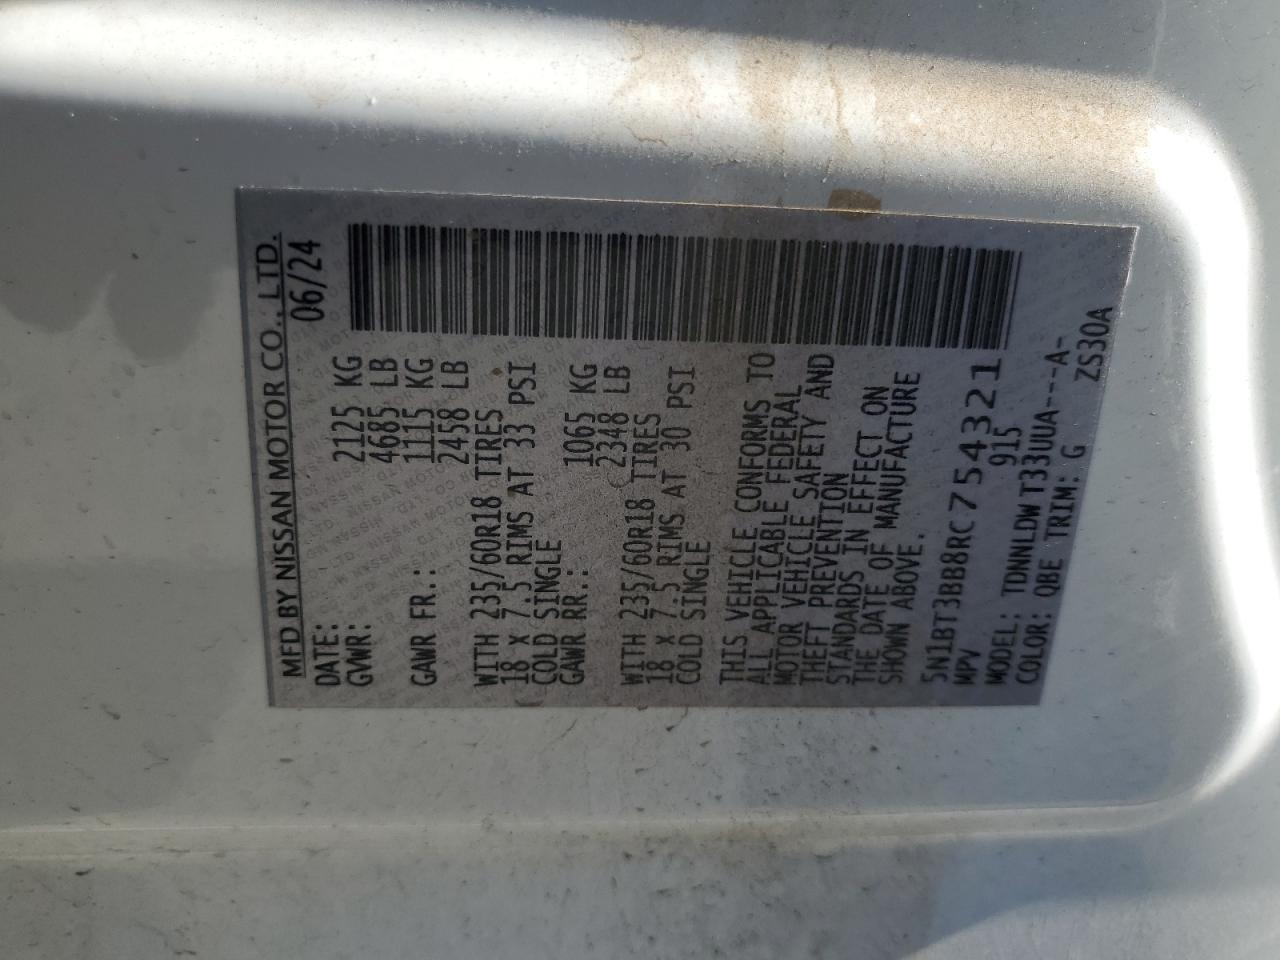 MFD BY NISSAN MOTOR CO., LTD.
DATE: 06/24
GVWR: 2125 KG
4685 LB
GAWR FR.: 1115 KG
2458 LB
WITH 235/60R18 TIRES
18 X 7.5 RIMS AT 33 PSI
COLD SINGLE
GAWR RR.: 1065 KG
2348 LB
WITH 235/60R18 TIRES
18 X 7.5 RIMS AT 30 PSI
COLD SINGLE
THIS VEHICLE CONFORMS TO
ALL APPLICABLE FEDERAL
MOTOR VEHICLE SAFETY AND
THEFT PREVENTION
STANDARDS IN EFFECT ON
THE DATE OF MANUFACTURE
SHOWN ABOVE.
5N1BT3BB8RC754321
MPV 915
MODEL: TDNNLDWT33UUA---A-
COLOR: QBE TRIM: G ZS30A